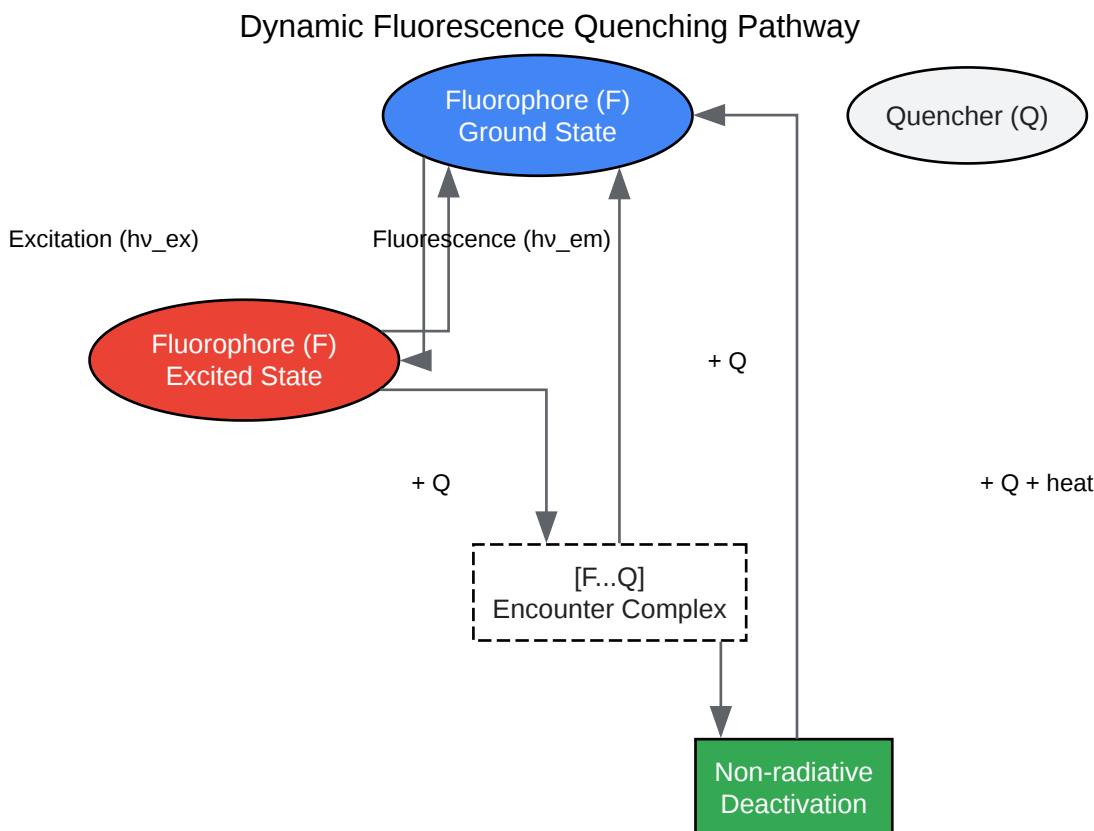 Dynamic Fluorescence Quenching Pathway
Fluorophore (F)
Ground State
Quencher (Q)
Excitation (hν_ex)
Fluorescence (hν_em)
Fluorophore (F)
Excited State
+ Q
+ Q
+ Q + heat
[F...Q]
Encounter Complex
Non-radiative
Deactivation